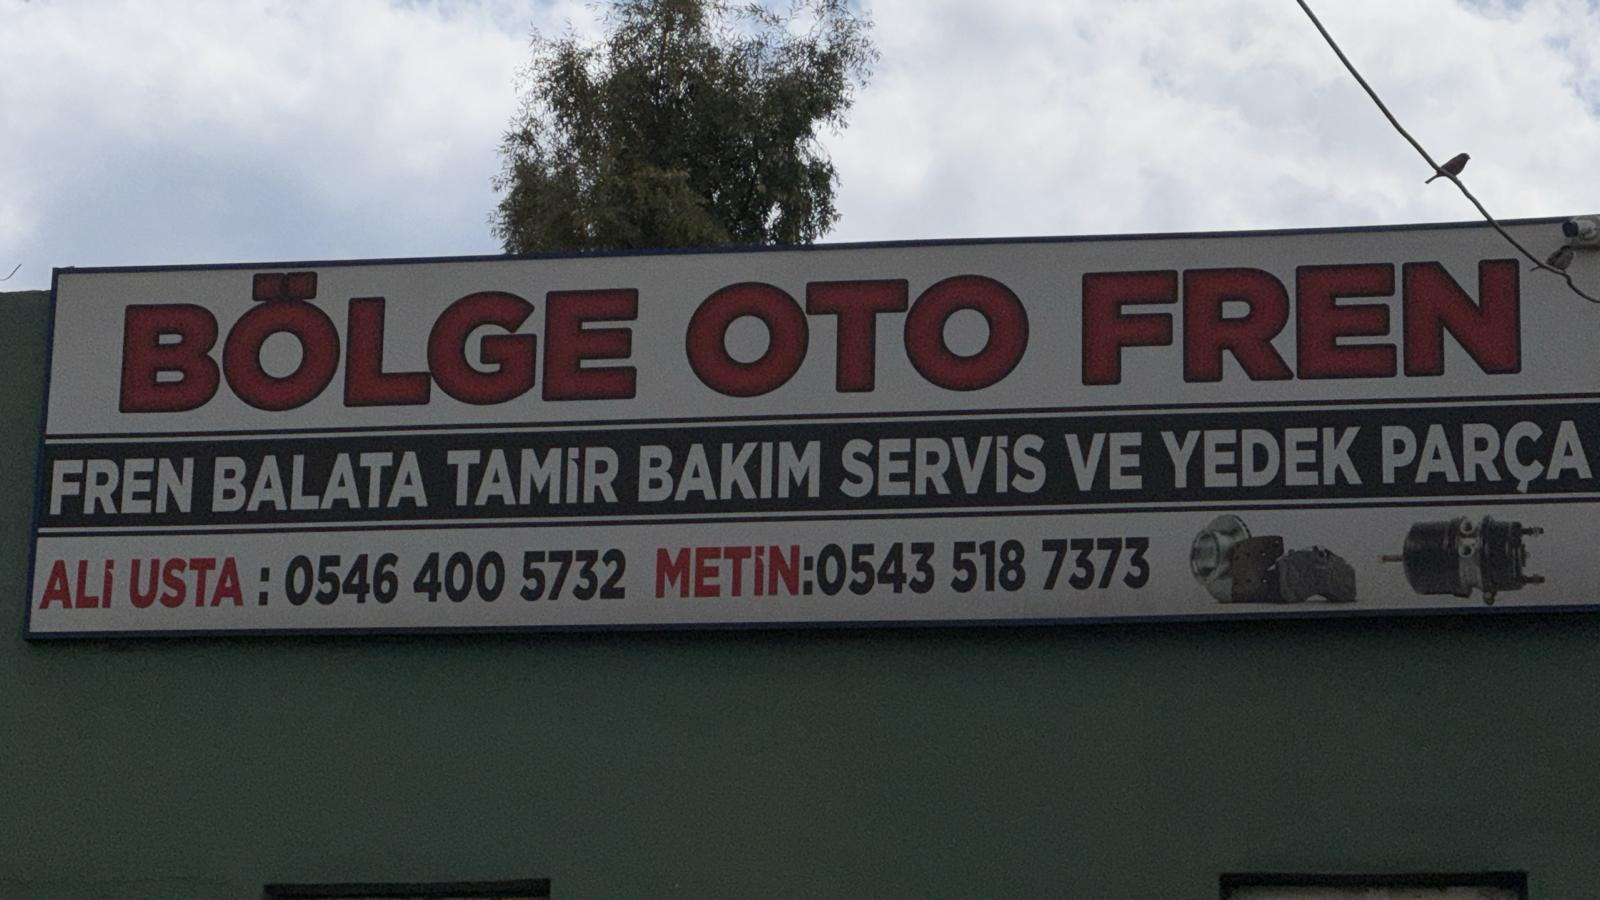 BÖLGE OTO FREN
FREN BALATA TAMİR BAKIM SERVİS VE YEDEK PARÇA
ALİ USTA : 0546 400 5732 METİN:0543 518 7373